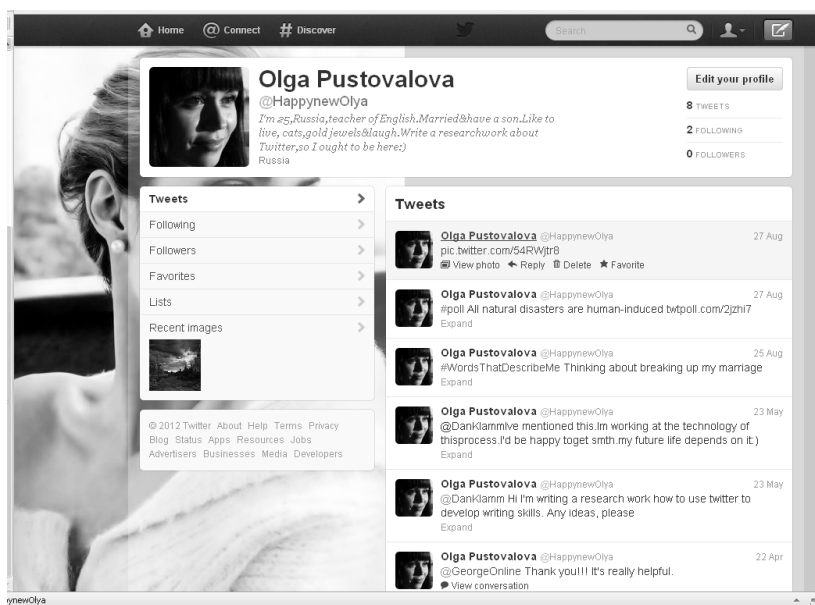 Home @ Connect # Discover Search
Olga Pustovalova
@HappynewOlya
I'm 25,Russia,teacher of English.Married&have a son.Like to
live, cats,gold jewels&laugh.Write a researchwork about
Twitter,so I ought to be here:)
Russia
Edit your profile
8 TWEETS
2 FOLLOWING
0 FOLLOWERS
Tweets
Following
Followers
Favorites
Lists
Recent images
© 2012 Twitter About Help Terms Privacy
Blog Status Apps Resources Jobs
Advertisers Businesses Media Developers
Tweets
Olga Pustovalova @HappynewOlya 27 Aug
pic.twitter.com/54RWjtr8
View photo Reply Delete Favorite
Olga Pustovalova @HappynewOlya 27 Aug
#poll All natural disasters are human-induced twtpoll.com/2jzhi7
Expand
Olga Pustovalova @HappynewOlya 25 Aug
#WordsThatDescribeMe Thinking about breaking up my marriage
Expand
Olga Pustovalova @HappynewOlya 23 May
@DanKlammIve mentioned this.Im working at the technology of
thisprocess.I'd be happy toget smth.my future life depends on it:)
Expand
Olga Pustovalova @HappynewOlya 23 May
@DanKlamm Hi I'm writing a research work how to use twitter to
develop writing skills. Any ideas, please
Expand
Olga Pustovalova @HappynewOlya 22 Apr
@GeorgeOnline Thank you!!! It's really helpful.
View conversation
ynewOlya